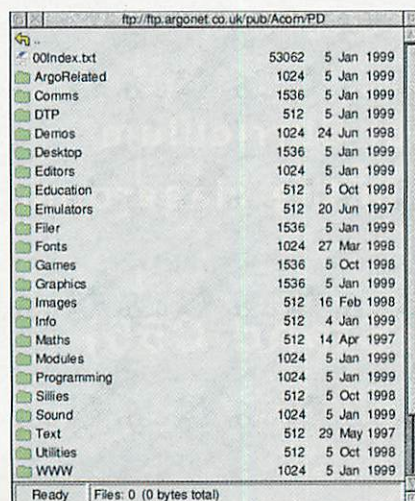 ftp://ftp.argonet.co.uk/pub/Acorn/PD
..
00Index.txt 53062 5 Jan 1999
ArgoRelated 1024 5 Jan 1999
Comms 1536 5 Jan 1999
DTP 512 5 Jan 1999
Demos 1024 24 Jun 1998
Desktop 1536 5 Jan 1999
Editors 1024 5 Jan 1999
Education 512 5 Oct 1998
Emulators 512 20 Jun 1997
Filer 1536 5 Jan 1999
Fonts 1024 27 Mar 1998
Games 1536 5 Oct 1998
Graphics 1536 5 Jan 1999
Images 512 16 Feb 1998
Info 512 4 Jan 1999
Maths 512 14 Apr 1997
Modules 1024 5 Jan 1999
Programming 1024 5 Jan 1999
Sillies 512 5 Oct 1998
Sound 1024 5 Jan 1999
Text 512 29 May 1997
Utilities 512 5 Oct 1998
WWW 1024 5 Jan 1999
Ready Files: 0 (0 bytes total)